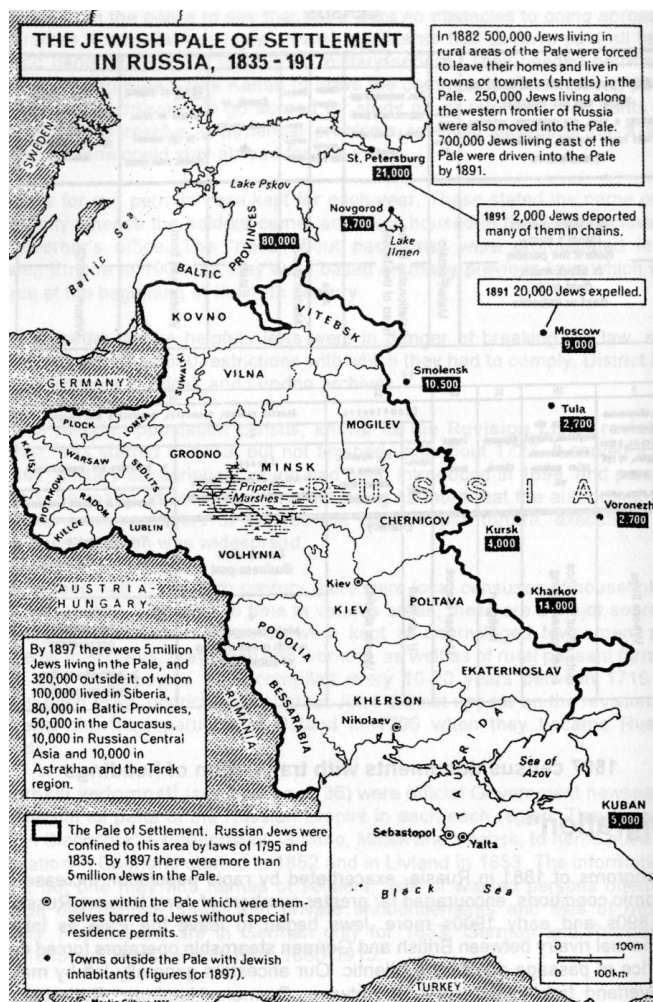 THE JEWISH PALE OF SETTLEMENT
IN RUSSIA, 1835 - 1917
In 1882 500,000 Jews living in
rural areas of the Pale were forced
to leave their homes and live in
towns or townlets (shtetls) in the
Pale. 250,000 Jews living along
the western frontier of Russia
were also moved into the Pale.
700,000 Jews living east of the
Pale were driven into the Pale
by 1891.
SWEDEN
St. Petersburg
21,000
Lake Pskov
Novgorod
4,700
Lake
Ilmen
80,000
1891 2,000 Jews deported
many of them in chains.
Baltic Sea
BALTIC PROVINCES
1891 20,000 Jews expelled.
KOVNO
VITEBSK
Moscow
9,000
GERMANY
SUWALKI
VILNA
Smolensk
10,500
Tula
2,700
PLOCK
LOMZA
MOGILEV
KALISH
WARSAW
SEDLITS
GRODNO
MINSK
Pripet
Marshes
RUSSIA
PIOTRKOW
RADOM
KIELCE
LUBLIN
CHERNIGOV
Voronezh
2,700
Kursk
4,000
VOLHYNIA
AUSTRIA-
HUNGARY
Kiev
KIEV
POLTAVA
Kharkov
14,000
PODOLIA
EKATERINOSLAV
By 1897 there were 5 million
Jews living in the Pale, and
320,000 outside it, of whom
100,000 lived in Siberia,
80,000 in Baltic Provinces,
50,000 in the Caucasus,
10,000 in Russian Central
Asia and 10,000 in
Astrakhan and the Terek
region.
RUMANIA
BESSARABIA
KHERSON
Nikolaev
TAURIDA
Sea of
Azov
KUBAN
5,000
Sebastopol
Yalta
Black Sea
The Pale of Settlement. Russian Jews were
confined to this area by laws of 1795 and
1835. By 1897 there were more than
5 million Jews in the Pale.
Towns within the Pale which were them-
selves barred to Jews without special
residence permits.
Towns outside the Pale with Jewish
inhabitants (figures for 1897).
0 100m
0 100km
TURKEY